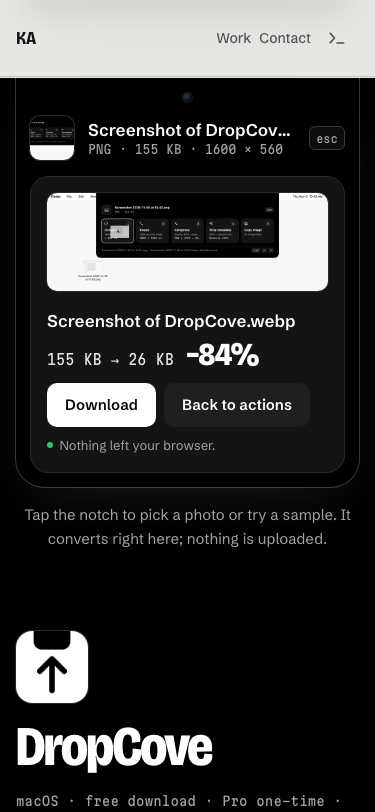 KA
Work Contact
Screenshot of DropCov...
PNG · 155 KB · 1600 × 560
esc
Screenshot of DropCove.webp
155 KB → 26 KB -84%
Download
Back to actions
Nothing left your browser.
Tap the notch to pick a photo or try a sample. It
converts right here; nothing is uploaded.
DropCove
macOS · free download · Pro one-time ·